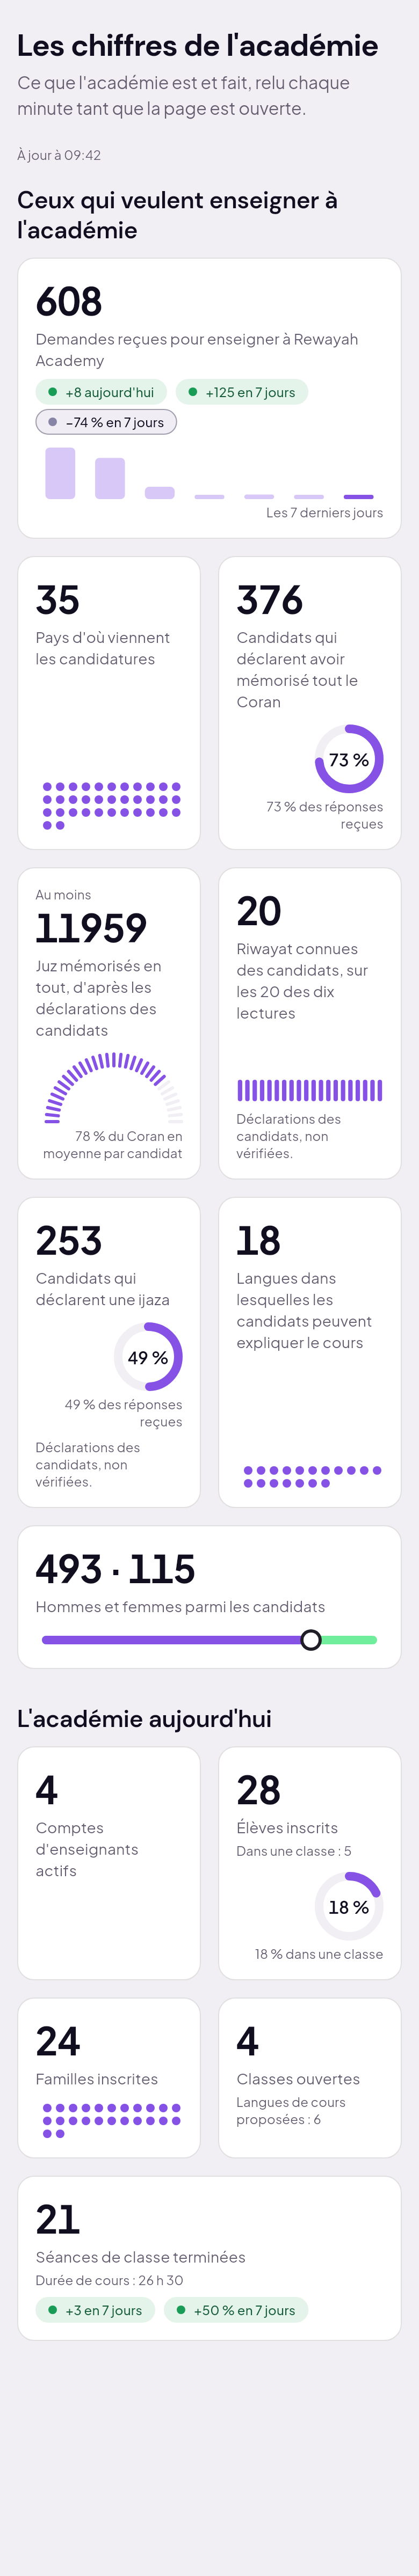 Les chiffres de l'académie
Ce que l'académie est et fait, relu chaque
minute tant que la page est ouverte.
À jour à 09:42
Ceux qui veulent enseigner à
l'académie
608
Demandes reçues pour enseigner à Rewayah
Academy
+8 aujourd'hui
+125 en 7 jours
−74 % en 7 jours
Les 7 derniers jours
35
Pays d'où viennent
les candidatures
376
Candidats qui
déclarent avoir
mémorisé tout le
Coran
73 %
73 % des réponses
reçues
Au moins
11959
Juz mémorisés en
tout, d'après les
déclarations des
candidats
78 % du Coran en
moyenne par candidat
20
Riwayat connues
des candidats, sur
les 20 des dix
lectures
Déclarations des
candidats, non
vérifiées.
253
Candidats qui
déclarent une ijaza
49 %
49 % des réponses
reçues
Déclarations des
candidats, non
vérifiées.
18
Langues dans
lesquelles les
candidats peuvent
expliquer le cours
493 · 115
Hommes et femmes parmi les candidats
L'académie aujourd'hui
4
Comptes
d'enseignants
actifs
28
Élèves inscrits
Dans une classe : 5
18 %
18 % dans une classe
24
Familles inscrites
4
Classes ouvertes
Langues de cours
proposées : 6
21
Séances de classe terminées
Durée de cours : 26 h 30
+3 en 7 jours
+50 % en 7 jours